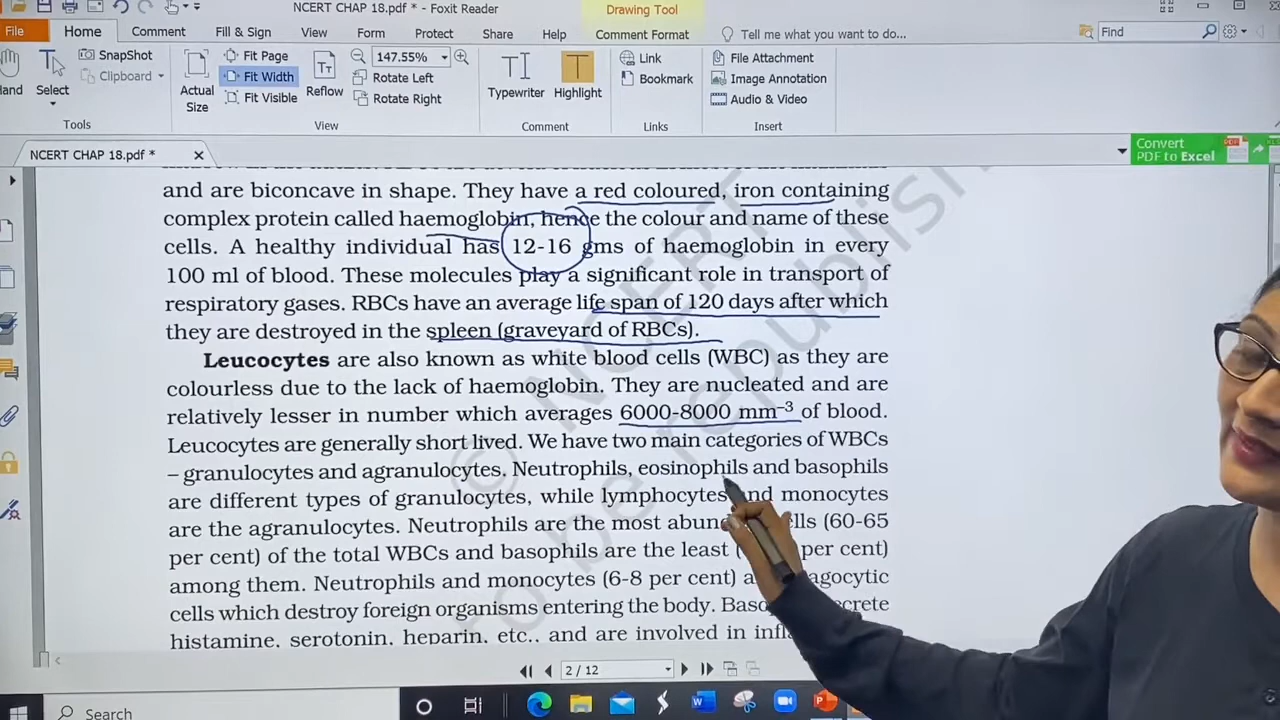 NCERT CHAP 18.pdf * - Foxit Reader
Drawing Tool
File Home Comment Fill & Sign View Form Protect Share Help Comment Format Tell me what you want to do... Find
SnapShot
Clipboard
Select
Actual Size
Fit Page
Fit Width
Fit Visible
Reflow
147.55%
Rotate Left
Rotate Right
Typewriter
Highlight
Link
Bookmark
File Attachment
Image Annotation
Audio & Video
Tools View Comment Links Insert
NCERT CHAP 18.pdf *
Convert
PDF to Excel
and are biconcave in shape. They have a red coloured, iron containing
complex protein called haemoglobin, hence the colour and name of these
cells. A healthy individual has 12-16 gms of haemoglobin in every
100 ml of blood. These molecules play a significant role in transport of
respiratory gases. RBCs have an average life span of 120 days after which
they are destroyed in the spleen (graveyard of RBCs).
Leucocytes are also known as white blood cells (WBC) as they are
colourless due to the lack of haemoglobin. They are nucleated and are
relatively lesser in number which averages 6000-8000 mm⁻³ of blood.
Leucocytes are generally short lived. We have two main categories of WBCs
– granulocytes and agranulocytes. Neutrophils, eosinophils and basophils
are different types of granulocytes, while lymphocytes and monocytes
are the agranulocytes. Neutrophils are the most (60-65
per cent) of the total WBCs and basophils are the least per cent)
among them. Neutrophils and monocytes (6-8 per cent)
cells which destroy foreign organisms entering the body.
histamine, serotonin, heparin, etc., and are involved in
© NCERT
be republish
2 / 12
Search